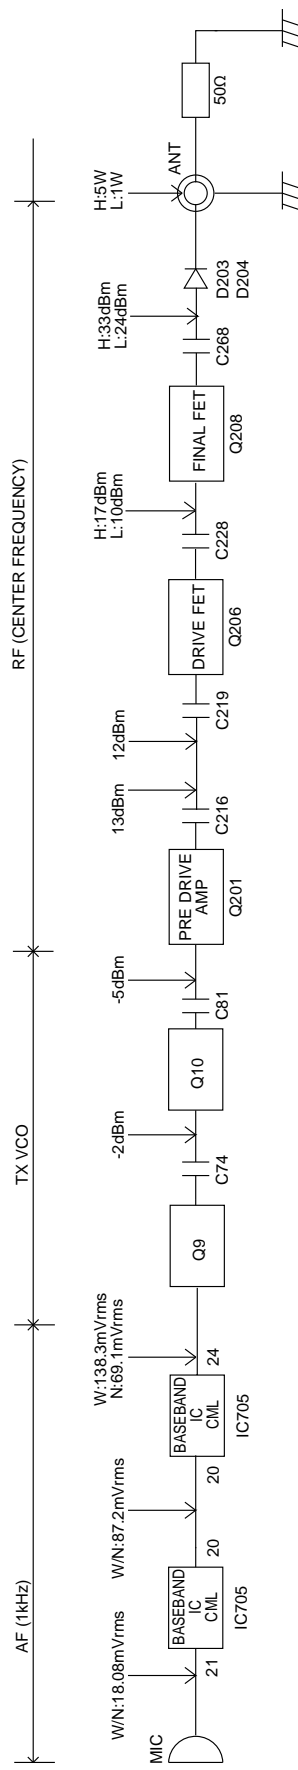 AF (1kHz)
TX VCO
RF (CENTER FREQUENCY)
W/N:18.08mVrms
W/N:87.2mVrms
W:138.3mVrms
N:69.1mVrms
-2dBm
-5dBm
13dBm
12dBm
H:17dBm
L:10dBm
H:33dBm
L:24dBm
H:5W
L:1W
MIC
21
BASEBAND
IC
CML
IC705
20
20
BASEBAND
IC
CML
IC705
24
Q9
C74
Q10
C81
PRE DRIVE
AMP
Q201
C216
C219
DRIVE FET
Q206
C228
FINAL FET
Q208
C268
D203
D204
ANT
50Ω